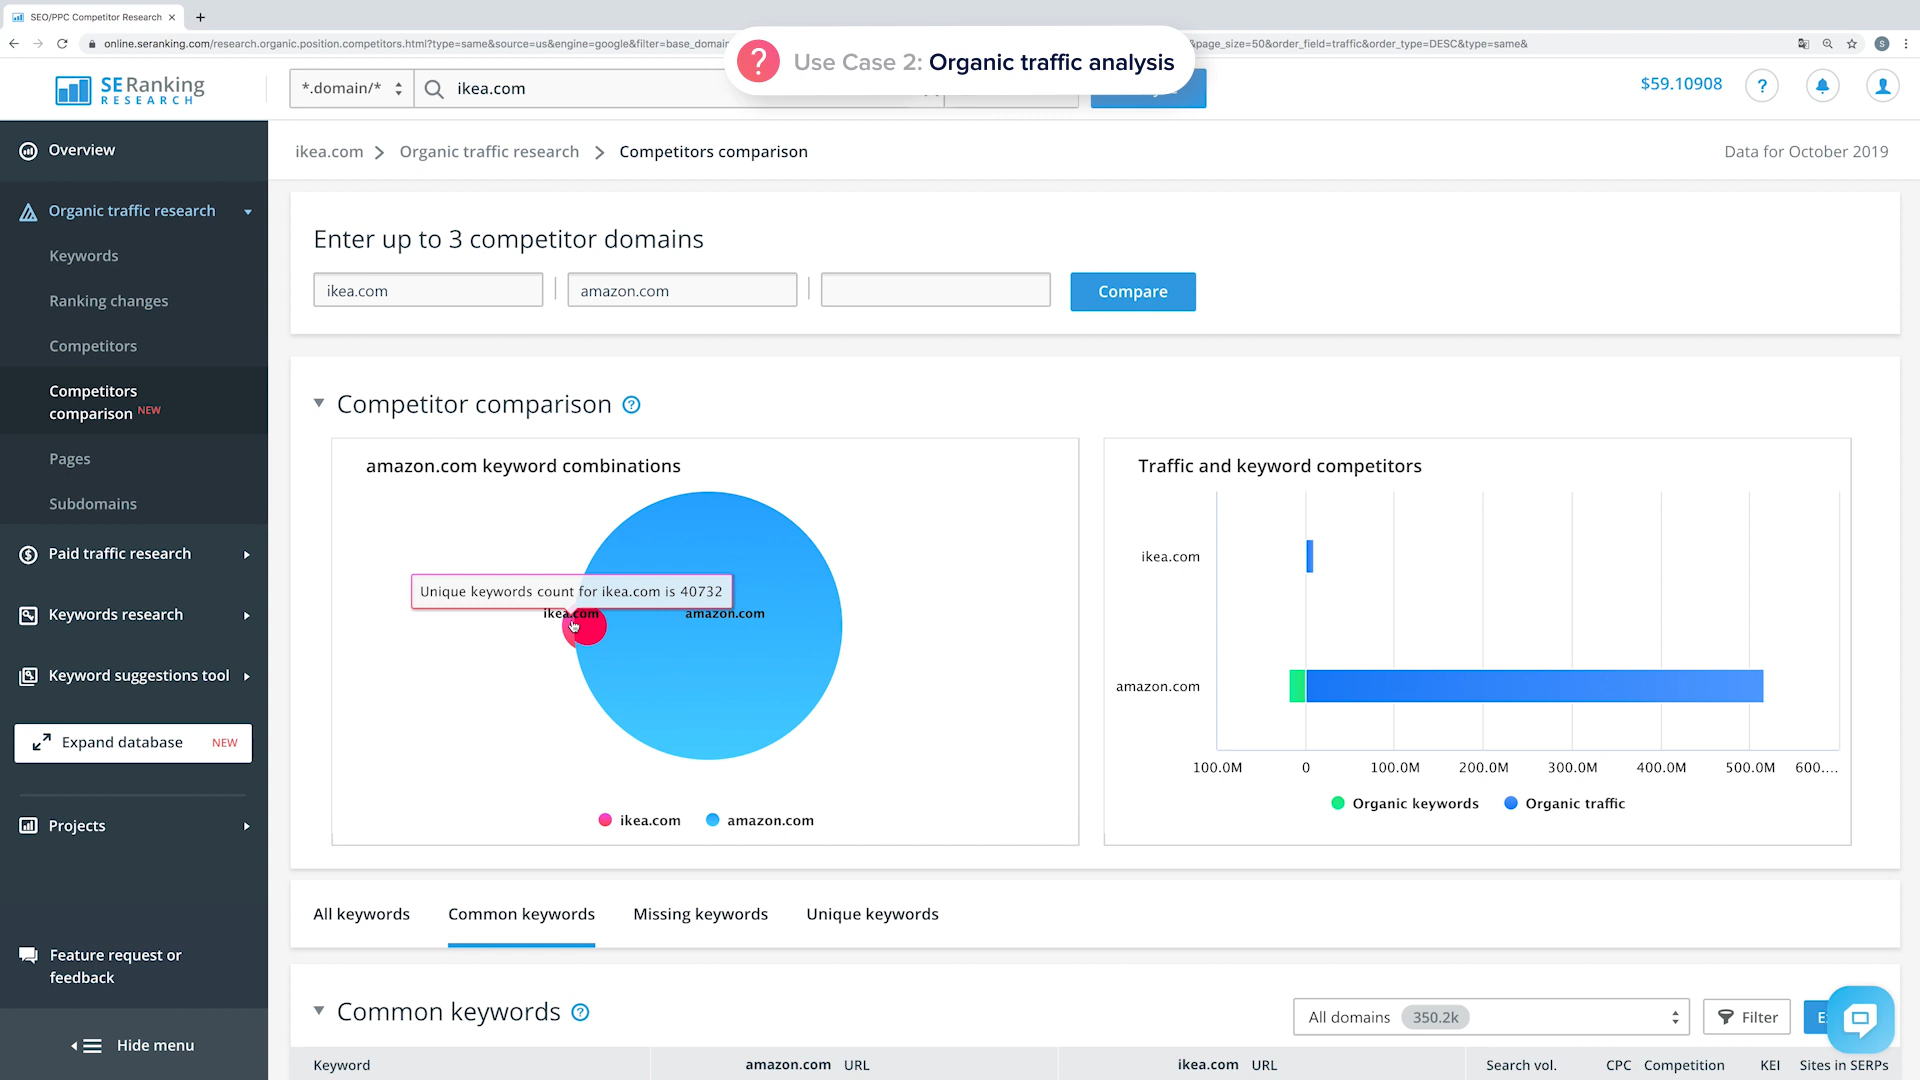 SEO/PPC Competitor Research
online.seranking.com/research.organic.position.competitors.html?type=same&source=us&engine=google&filter=base_domain
page_size=50&order_field=traffic&order_type=DESC&type=same&
Use Case 2: Organic traffic analysis
SE Ranking
RESEARCH
*.domain/*
ikea.com
$59.10908
Overview
Organic traffic research
Keywords
Ranking changes
Competitors
Competitors
comparison NEW
Pages
Subdomains
Paid traffic research
Keywords research
Keyword suggestions tool
Expand database NEW
Projects
Feature request or
feedback
Hide menu
ikea.com > Organic traffic research > Competitors comparison
Data for October 2019
Enter up to 3 competitor domains
ikea.com
amazon.com
Compare
Competitor comparison
amazon.com keyword combinations
Unique keywords count for ikea.com is 40732
ikea.com
amazon.com
ikea.com
amazon.com
Traffic and keyword competitors
ikea.com
amazon.com
100.0M 0 100.0M 200.0M 300.0M 400.0M 500.0M 600....
Organic keywords
Organic traffic
All keywords
Common keywords
Missing keywords
Unique keywords
Common keywords
All domains 350.2k
Filter
Keyword
amazon.com URL
ikea.com URL
Search vol.
CPC
Competition
KEI
Sites in SERPs